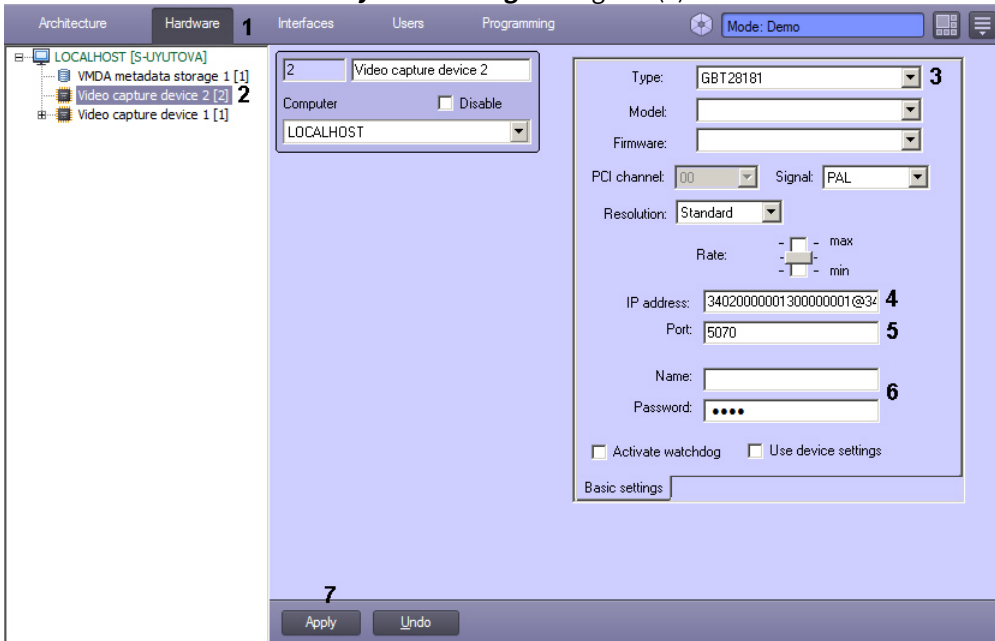 Architecture Hardware 1 Interfaces Users Programming Mode: Demo
LOCALHOST [S-UYUTOVA]
VMDA metadata storage 1 [1]
Video capture device 2 [2] 2
Video capture device 1 [1]
2 Video capture device 2
Computer Disable
LOCALHOST
Type: GBT28181 3
Model:
Firmware:
PCI channel: 00 Signal: PAL
Resolution: Standard
max
Rate:
min
IP address: 34020000001300000001@34 4
Port: 5070 5
Name:
6
Password: ••••
Activate watchdog Use device settings
Basic settings
7
Apply Undo